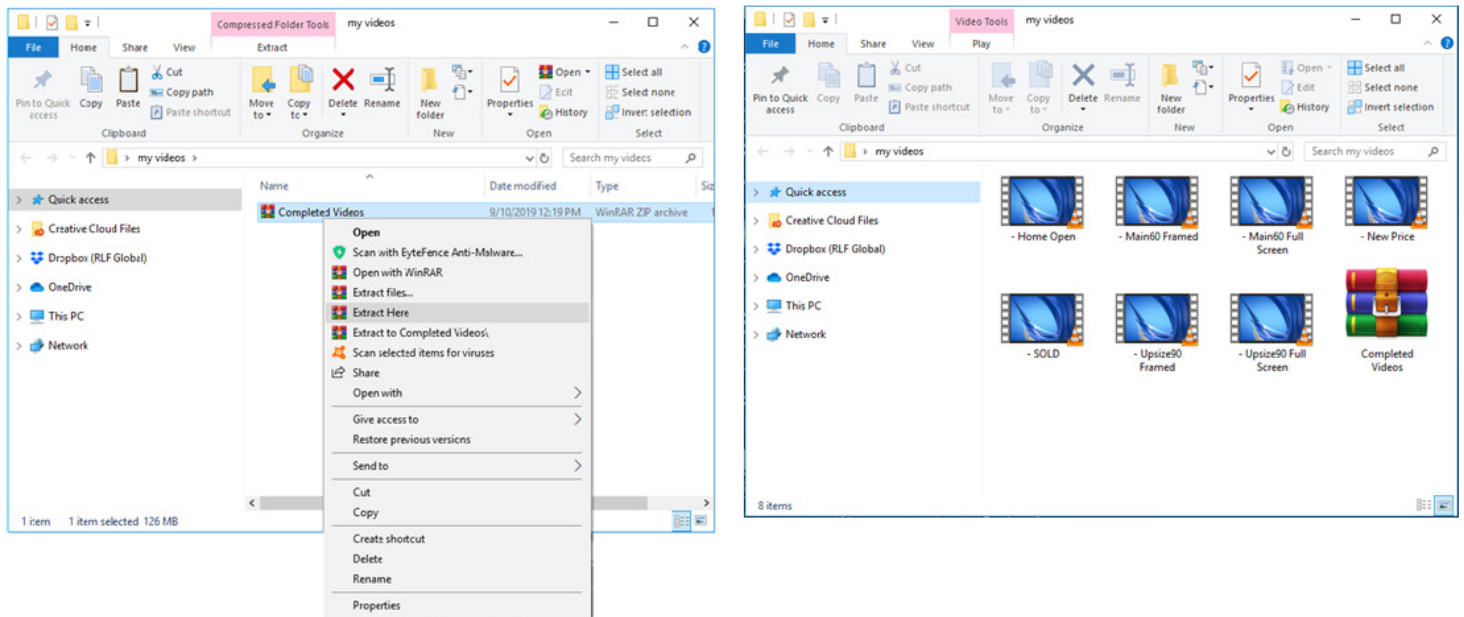 Compressed Folder Tools my videos
File Home Share View Extract
Pin to Quick access
Copy
Paste
Cut
Copy path
Paste shortcut
Clipboard
Move to
Copy tc
Delete
Rename
Organize
New folder
New
Properties
Open
Ecit
History
Open
Select all
Select none
Invert selection
Select
my videos
Search my videcs
Quick access
Creative Cloud Files
Drcpbox (RLF Global)
OneDrive
This PC
Network
Name Date modified Type Siz
Completed Videos 9/10/2019 12:19 PM WinRAR ZIP archive 1
Open
Scan with EyteFence Anti-Malware...
Open with WinRAR
Extract files...
Extract Here
Extract to Completed Videos\
Scan selected items for viruses
Share
Open with
Give access to
Restore previous versions
Send to
Cut
Copy
Create shortcut
Delete
Rename
Properties
1 item 1 item selected 126 MB
Video Tools my videos
File Home Share View Play
Pin to Quick access
Copy
Paste
Cut
Copy path
Paste shortcut
Clipboard
Move to
Copy to
Delete
Rename
Organize
New folder
New
Properties
Open
Edit
History
Open
Select all
Select none
Invert selection
Select
my videos
Search my videos
Quick access
Creative Cloud Files
Dropbox (RLF Global)
OneDrive
This PC
Network
- Home Open
- Main60 Framed
- Main60 Full
Screen
- New Price
- SOLD
- Upsize90
Framed
- Upsize90 Full
Screen
Completed
Videos
8 items